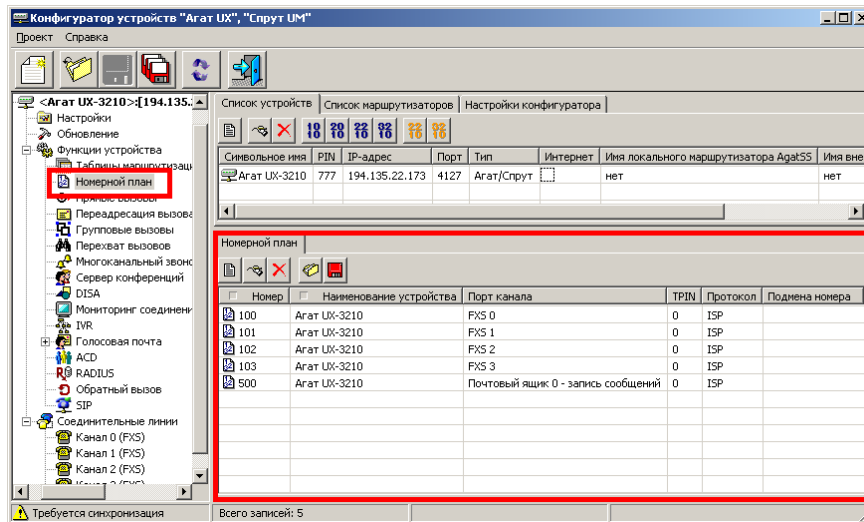 Конфигуратор устройств "Агат UX", "Спрут UM"
Проект Справка
<Агат UX-3210>:[194.135.
Настройки
Обновление
Функции устройства
Таблицы маршрутизаци
Номерной план
Прямые вызовы
Переадресация вызова
Групповые вызовы
Перехват вызовов
Многоканальный звонс
Сервер конференций
DISA
Мониторинг соединени
IVR
Голосовая почта
ACD
RADIUS
Обратный вызов
SIP
Соединительные линии
Канал 0 (FXS)
Канал 1 (FXS)
Канал 2 (FXS)
Список устройств Список маршрутизаторов Настройки конфигуратора
Символьное имя PIN IP-адрес Порт Тип Интернет Имя локального маршрутизатора AgatSS Имя вне
Агат UX-3210 777 194.135.22.173 4127 Агат/Спрут нет нет
Номерной план
Номер Наименование устройства Порт канала TPIN Протокол Подмена номера
100 Агат UX-3210 FXS 0 0 ISP
101 Агат UX-3210 FXS 1 0 ISP
102 Агат UX-3210 FXS 2 0 ISP
103 Агат UX-3210 FXS 3 0 ISP
500 Агат UX-3210 Почтовый ящик 0 - запись сообщений 0 ISP
Требуется синхронизация Всего записей: 5